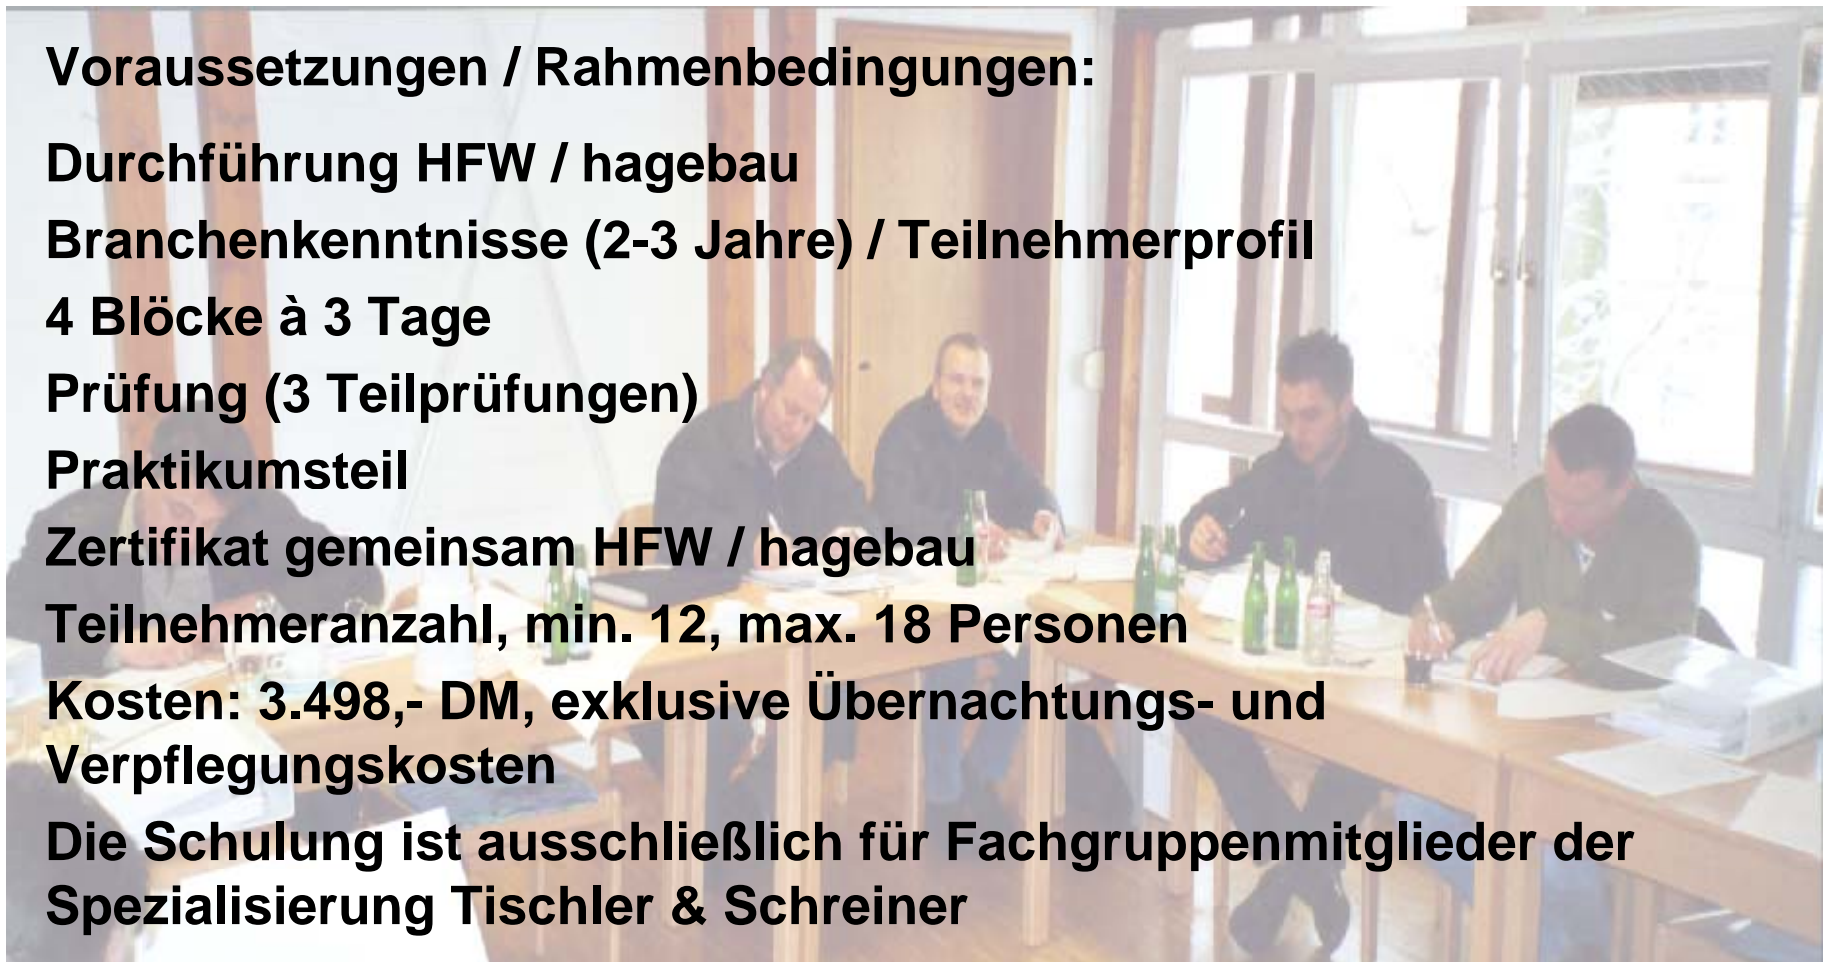 Voraussetzungen / Rahmenbedingungen:
Durchführung HFW / hagebau
Branchenkenntnisse (2-3 Jahre) / Teilnehmerprofil
4 Blöcke à 3 Tage
Prüfung (3 Teilprüfungen)
Praktikumsteil
Zertifikat gemeinsam HFW / hagebau
Teilnehmeranzahl, min. 12, max. 18 Personen
Kosten: 3.498,- DM, exklusive Übernachtungs- und
Verpflegungskosten
Die Schulung ist ausschließlich für Fachgruppenmitglieder der
Spezialisierung Tischler & Schreiner